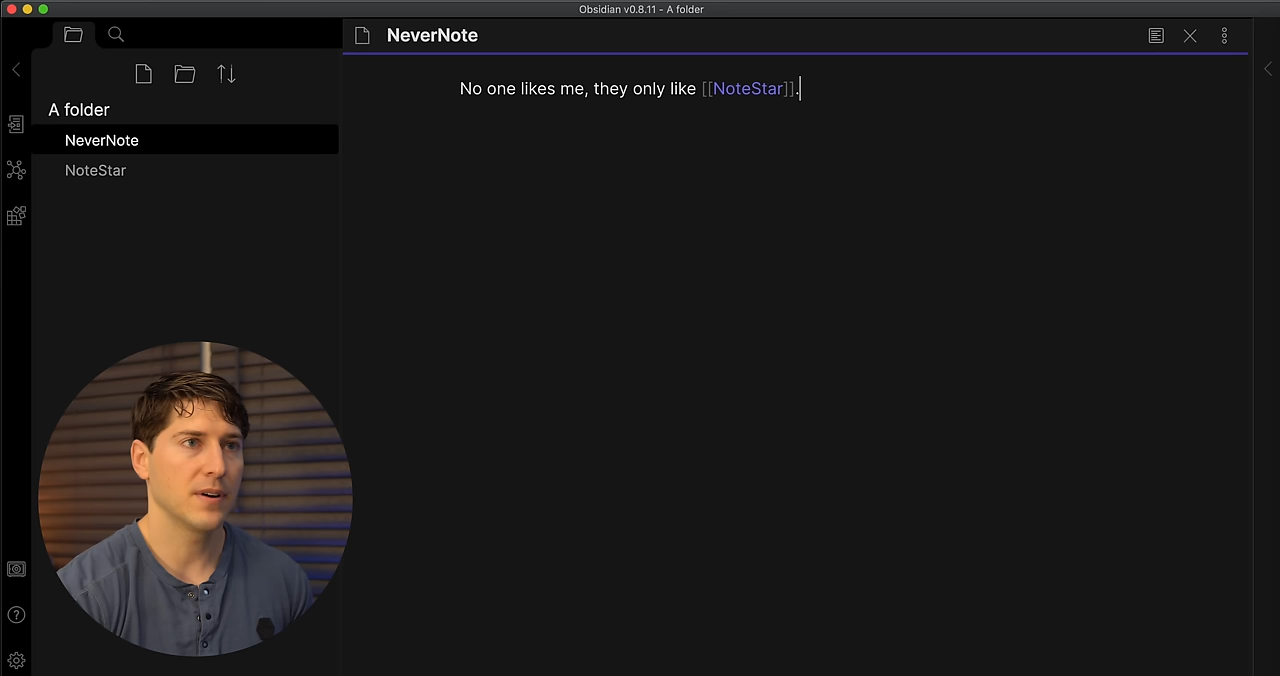 Obsidian v0.8.11 - A folder
NeverNote
A folder
NeverNote
NoteStar
No one likes me, they only like [[NoteStar]].